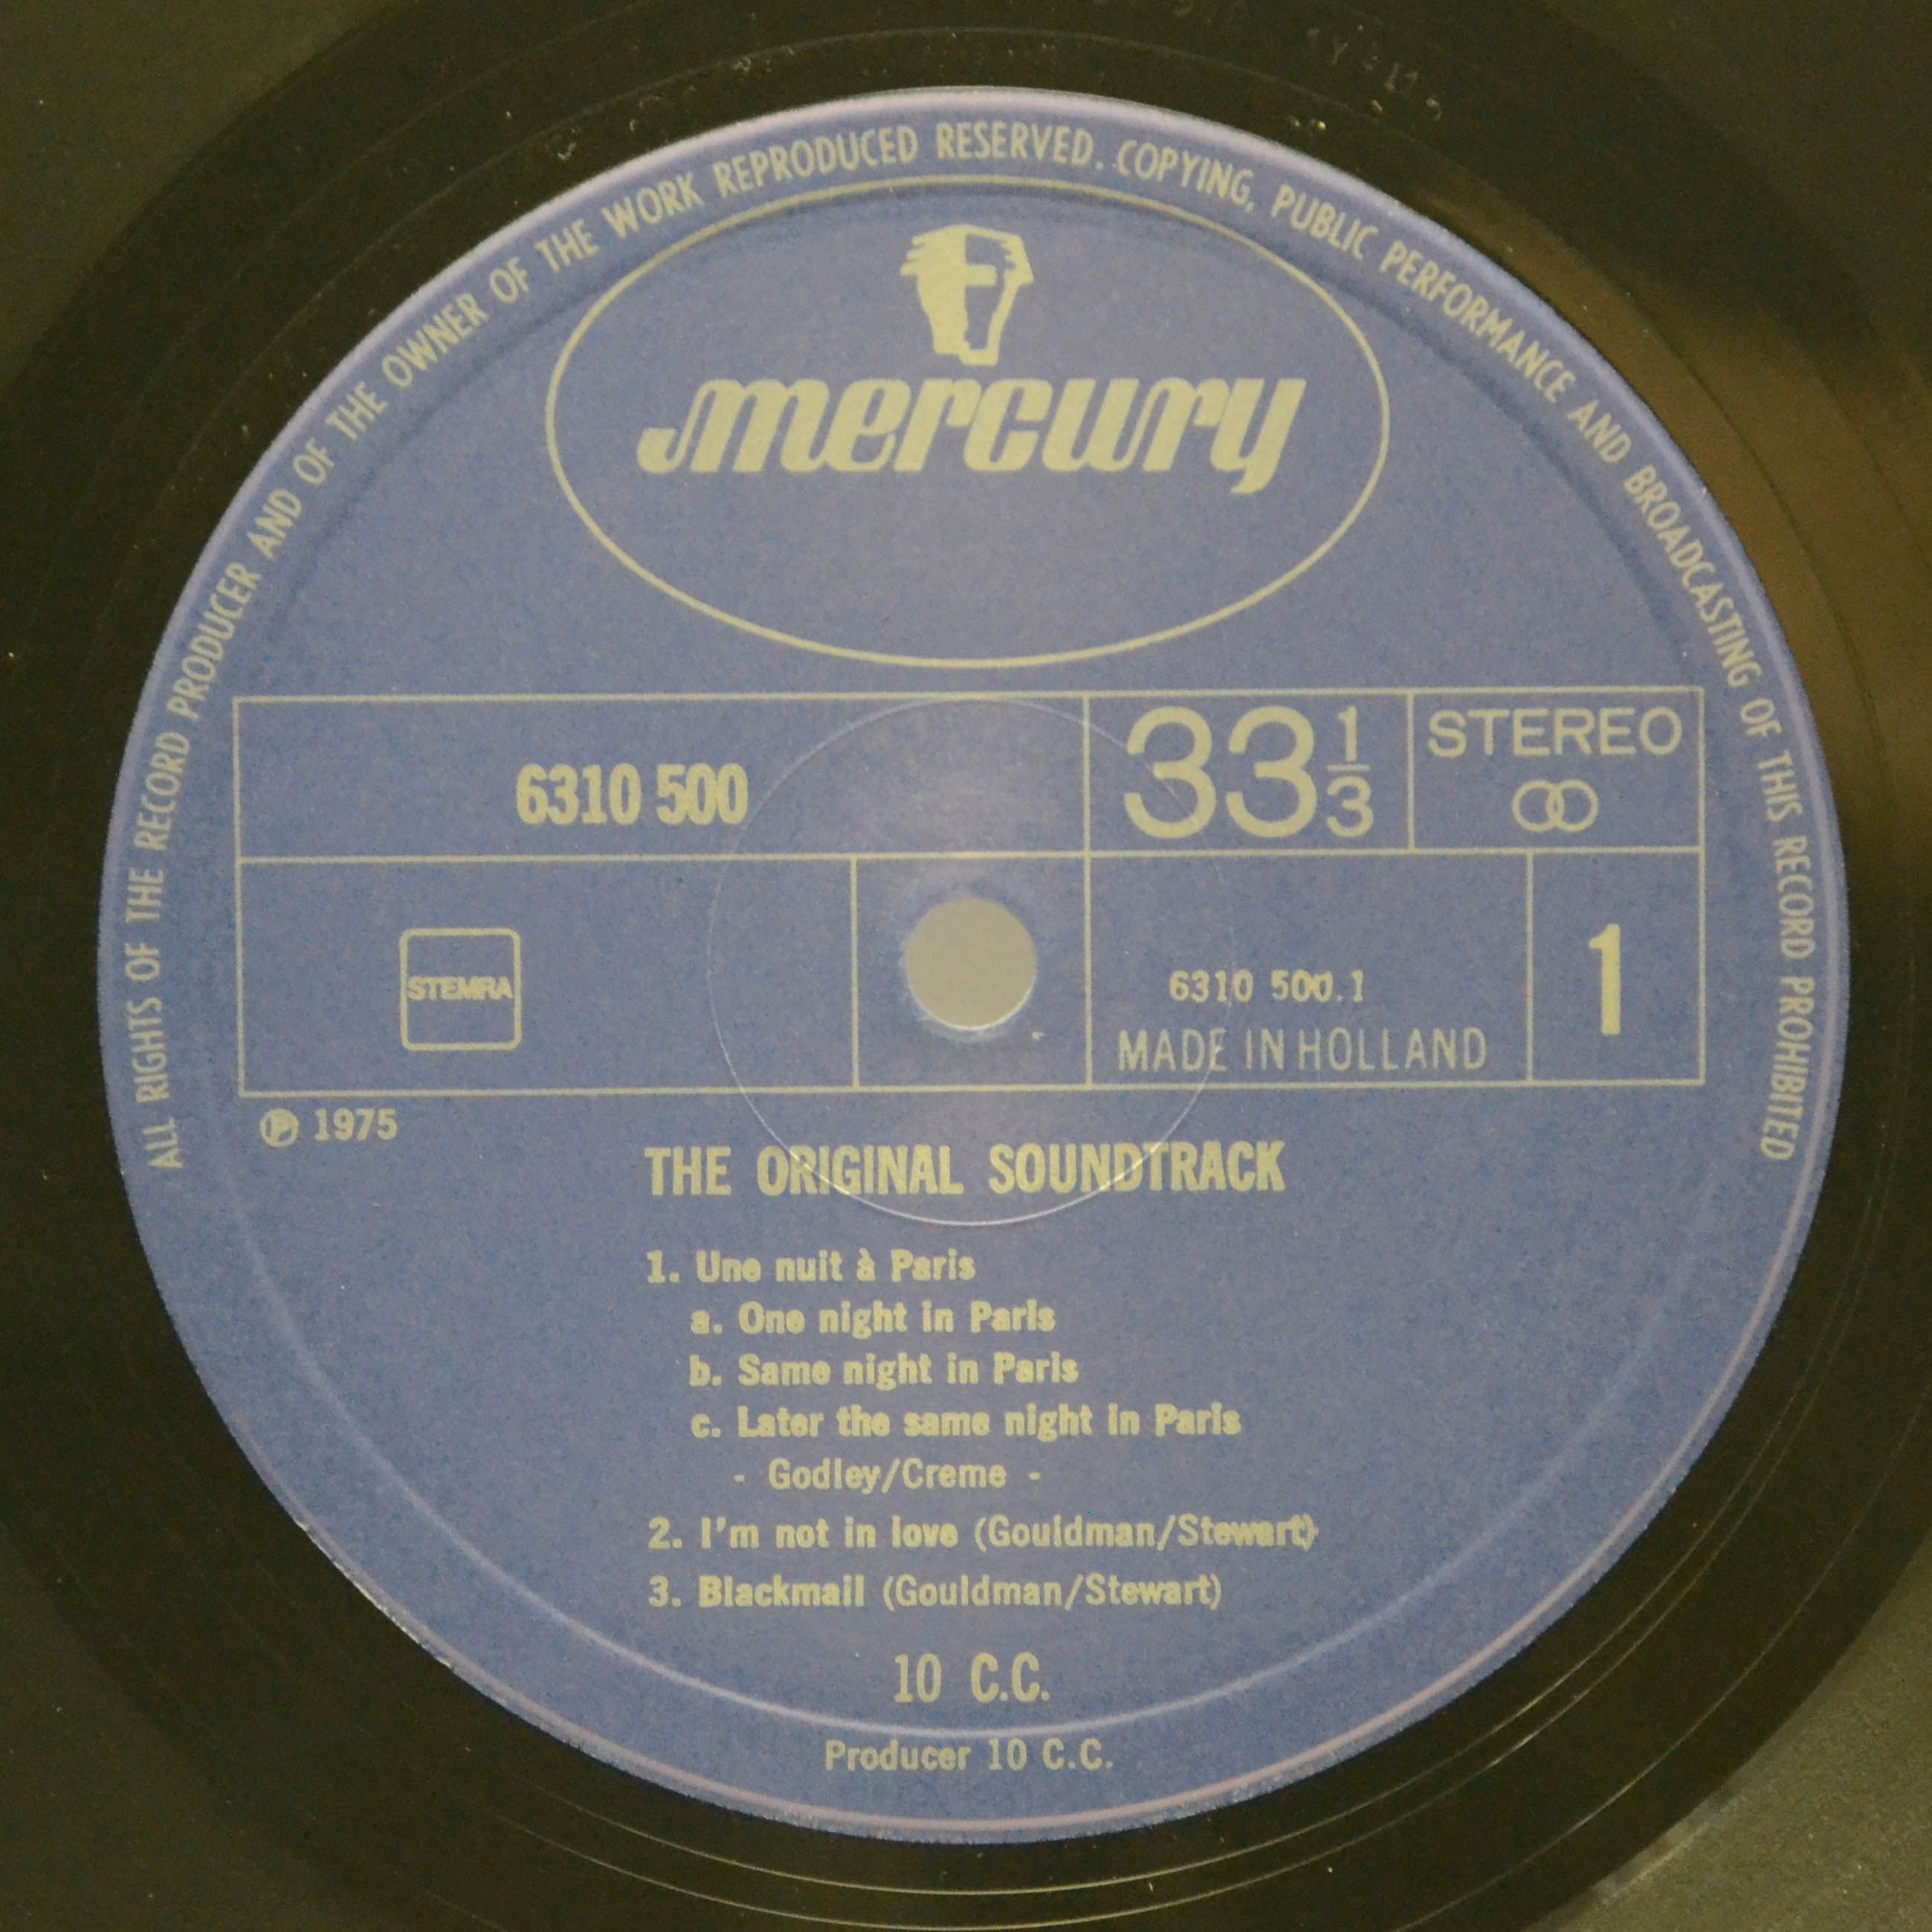 ALL RIGHTS OF THE RECORD PRODUCER AND OF THE OWNER OF THE WORK REPRODUCED RESERVED. COPYING, PUBLIC PERFORMANCE AND BROADCASTING OF THIS RECORD PROHIBITED
mercury
6310 500
33 1/3
STEREO
STEMRA
6310 500.1
MADE IN HOLLAND
1
℗ 1975
THE ORIGINAL SOUNDTRACK
1. Une nuit à Paris
a. One night in Paris
b. Same night in Paris
c. Later the same night in Paris
- Godley/Creme -
2. I'm not in love (Gouldman/Stewart)
3. Blackmail (Gouldman/Stewart)
10 C.C.
Producer 10 C.C.